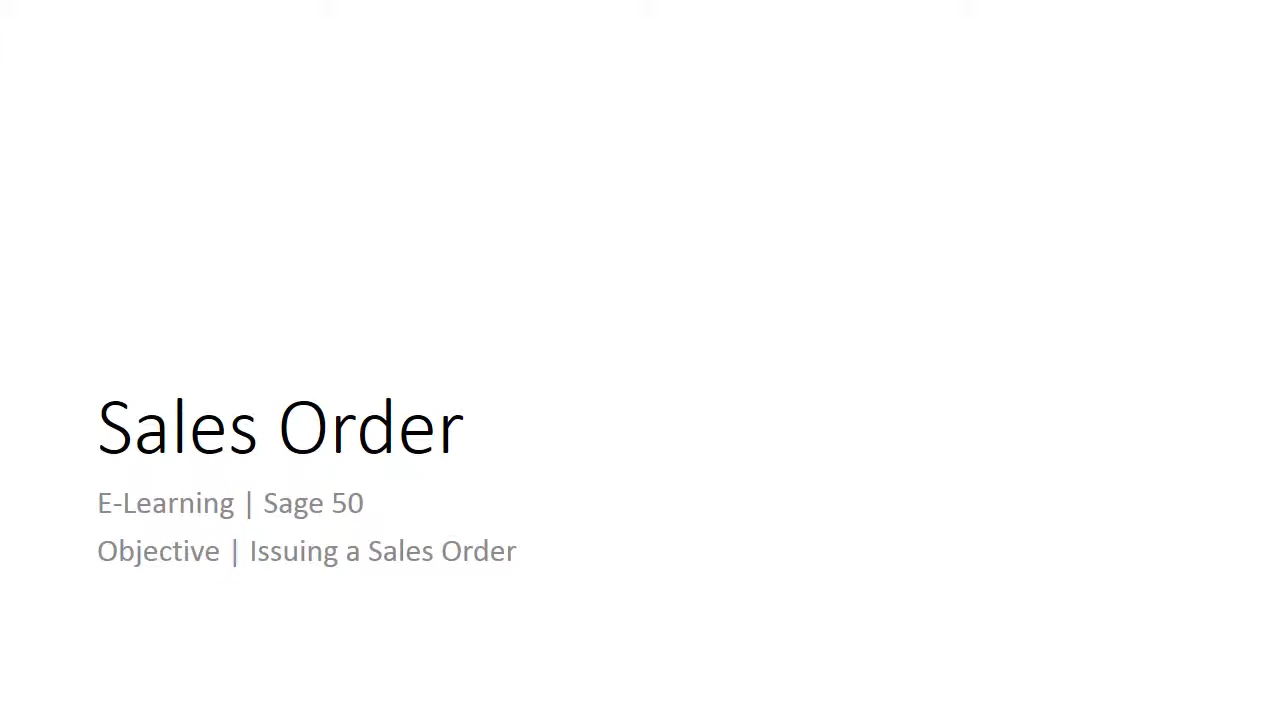 Sales Order
E-Learning | Sage 50
Objective | Issuing a Sales Order